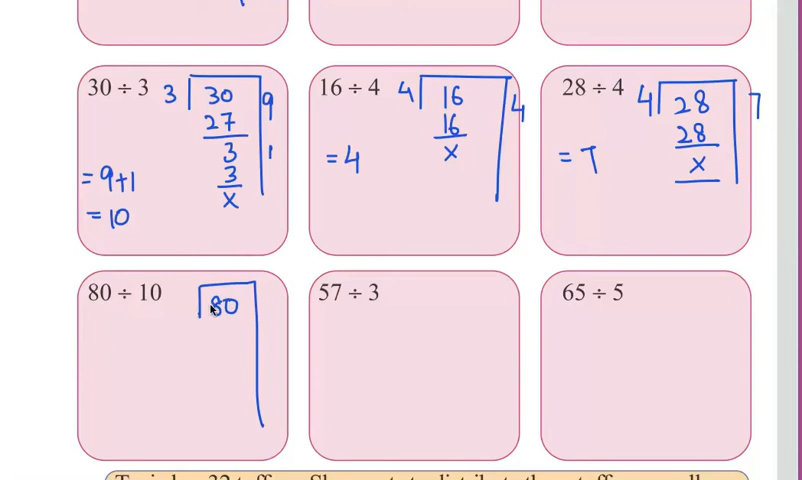 30 ÷ 3
3 30 9
27
3 1
3
x
= 9+1
= 10
16 ÷ 4
4 16 4
16
x
= 4
28 ÷ 4
4 28 7
28
x
= 7
80 ÷ 10
80
57 ÷ 3
65 ÷ 5